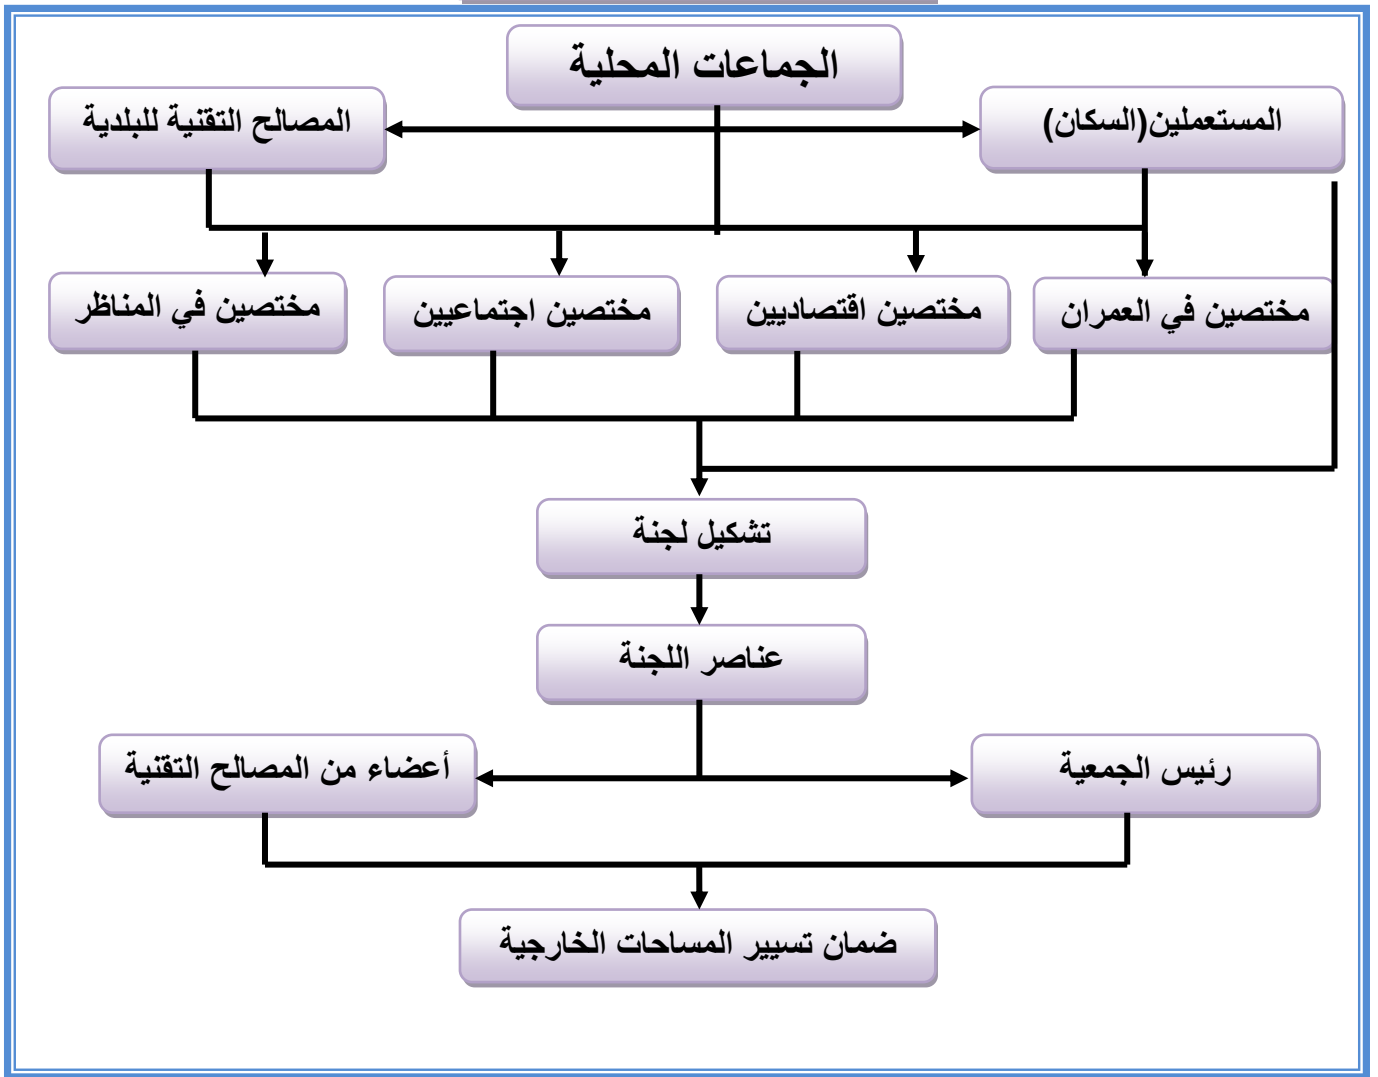 الجماعات المحلية
المستعملين(السكان)
المصالح التقنية للبلدية
مختصين في العمران
مختصين اقتصاديين
مختصين اجتماعيين
مختصين في المناظر
تشكيل لجنة
عناصر اللجنة
رئيس الجمعية
أعضاء من المصالح التقنية
ضمان تسيير المساحات الخارجية